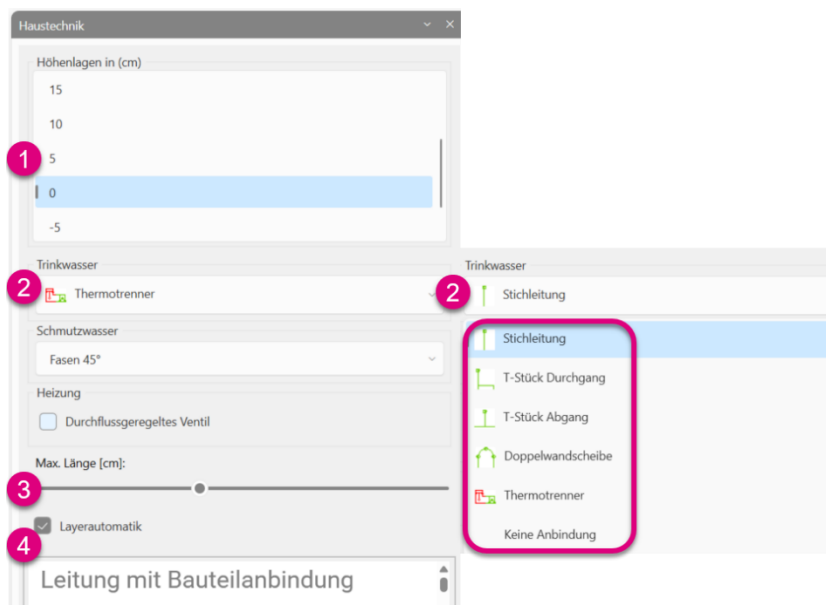 Haustechnik
Höhenlagen in (cm)
15
10
1
5
0
-5
Trinkwasser
2
Thermotrenner
Schmutzwasser
Fasen 45°
Heizung
Durchflussgeregeltes Ventil
Max. Länge [cm]:
3
Layerautomatik
4
Leitung mit Bauteilanbindung
Trinkwasser
2
Stichleitung
Stichleitung
T-Stück Durchgang
T-Stück Abgang
Doppelwandscheibe
Thermotrenner
Keine Anbindung